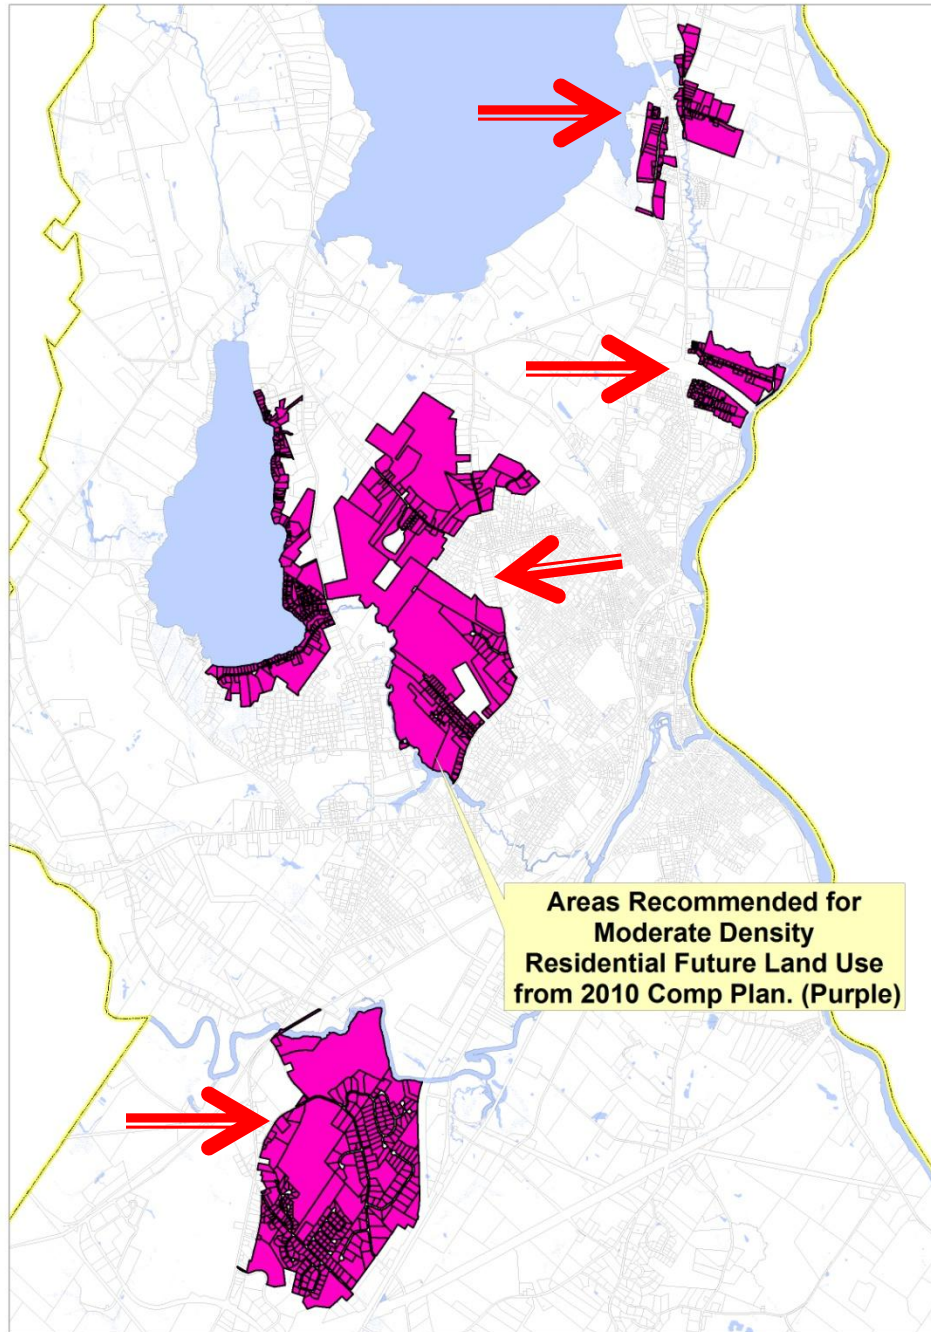 Areas Recommended for
Moderate Density
Residential Future Land Use
from 2010 Comp Plan. (Purple)